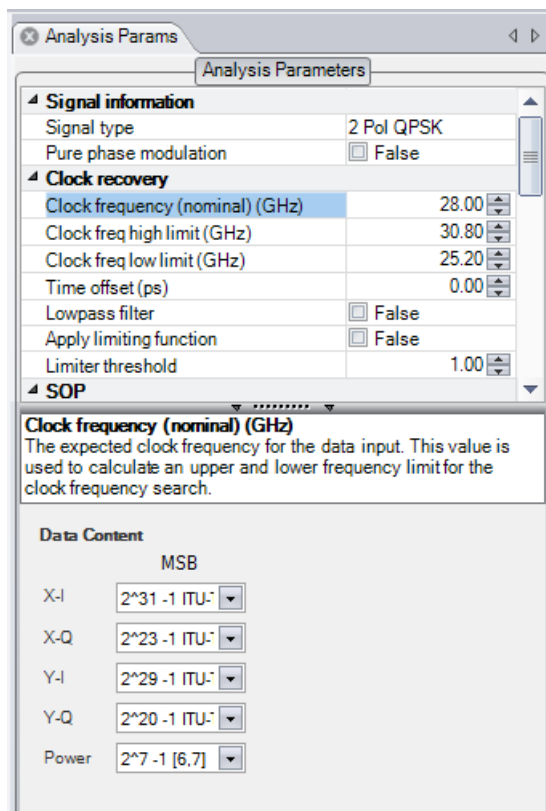 Analysis Params
Analysis Parameters
Signal information
Signal type 2 Pol QPSK
Pure phase modulation False
Clock recovery
Clock frequency (nominal) (GHz) 28.00
Clock freq high limit (GHz) 30.80
Clock freq low limit (GHz) 25.20
Time offset (ps) 0.00
Lowpass filter False
Apply limiting function False
Limiter threshold 1.00
SOP
Clock frequency (nominal) (GHz)
The expected clock frequency for the data input. This value is
used to calculate an upper and lower frequency limit for the
clock frequency search.
Data Content
MSB
X-I 2^31 -1 ITU-
X-Q 2^23 -1 ITU-
Y-I 2^29 -1 ITU-
Y-Q 2^20 -1 ITU-
Power 2^7 -1 [6,7]